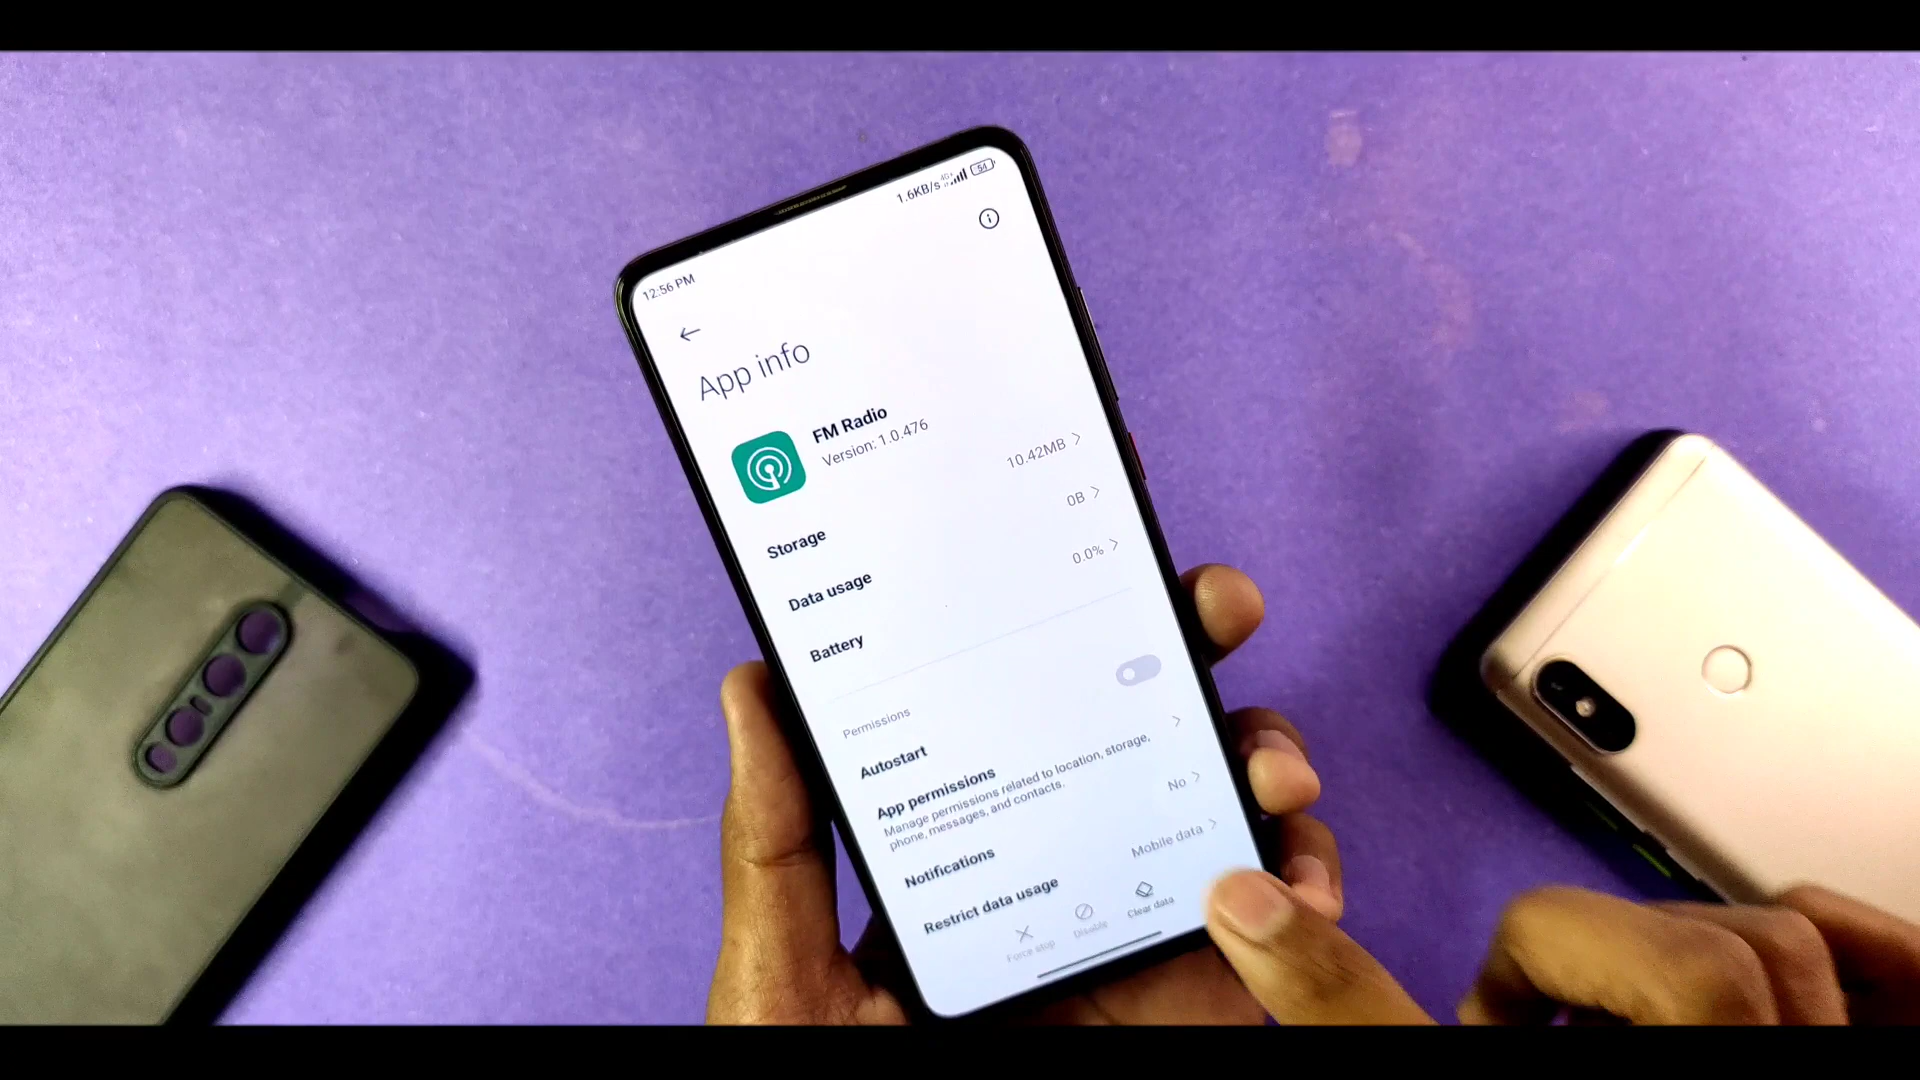 12:56 PM
1.6KB/s 4G+ 54
App info
FM Radio
Version: 1.0.476
Storage 10.42MB
Data usage 0B
Battery 0.0%
Permissions
Autostart
App permissions
Manage permissions related to location, storage,
phone, messages, and contacts.
Notifications No
Restrict data usage Mobile data
Force stop
Disable
Clear data